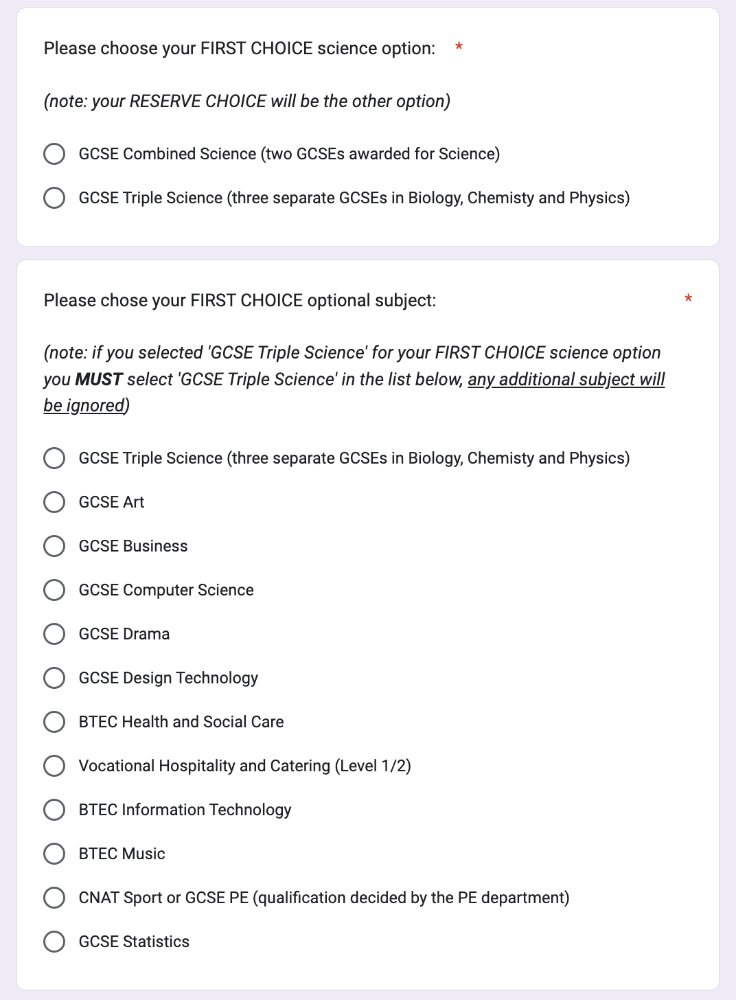 Please choose your FIRST CHOICE science option: *
(note: your RESERVE CHOICE will be the other option)
GCSE Combined Science (two GCSEs awarded for Science)
GCSE Triple Science (three separate GCSEs in Biology, Chemisty and Physics)
Please chose your FIRST CHOICE optional subject: *
(note: if you selected 'GCSE Triple Science' for your FIRST CHOICE science option
you MUST select 'GCSE Triple Science' in the list below, any additional subject will
be ignored)
GCSE Triple Science (three separate GCSEs in Biology, Chemisty and Physics)
GCSE Art
GCSE Business
GCSE Computer Science
GCSE Drama
GCSE Design Technology
BTEC Health and Social Care
Vocational Hospitality and Catering (Level 1/2)
BTEC Information Technology
BTEC Music
CNAT Sport or GCSE PE (qualification decided by the PE department)
GCSE Statistics